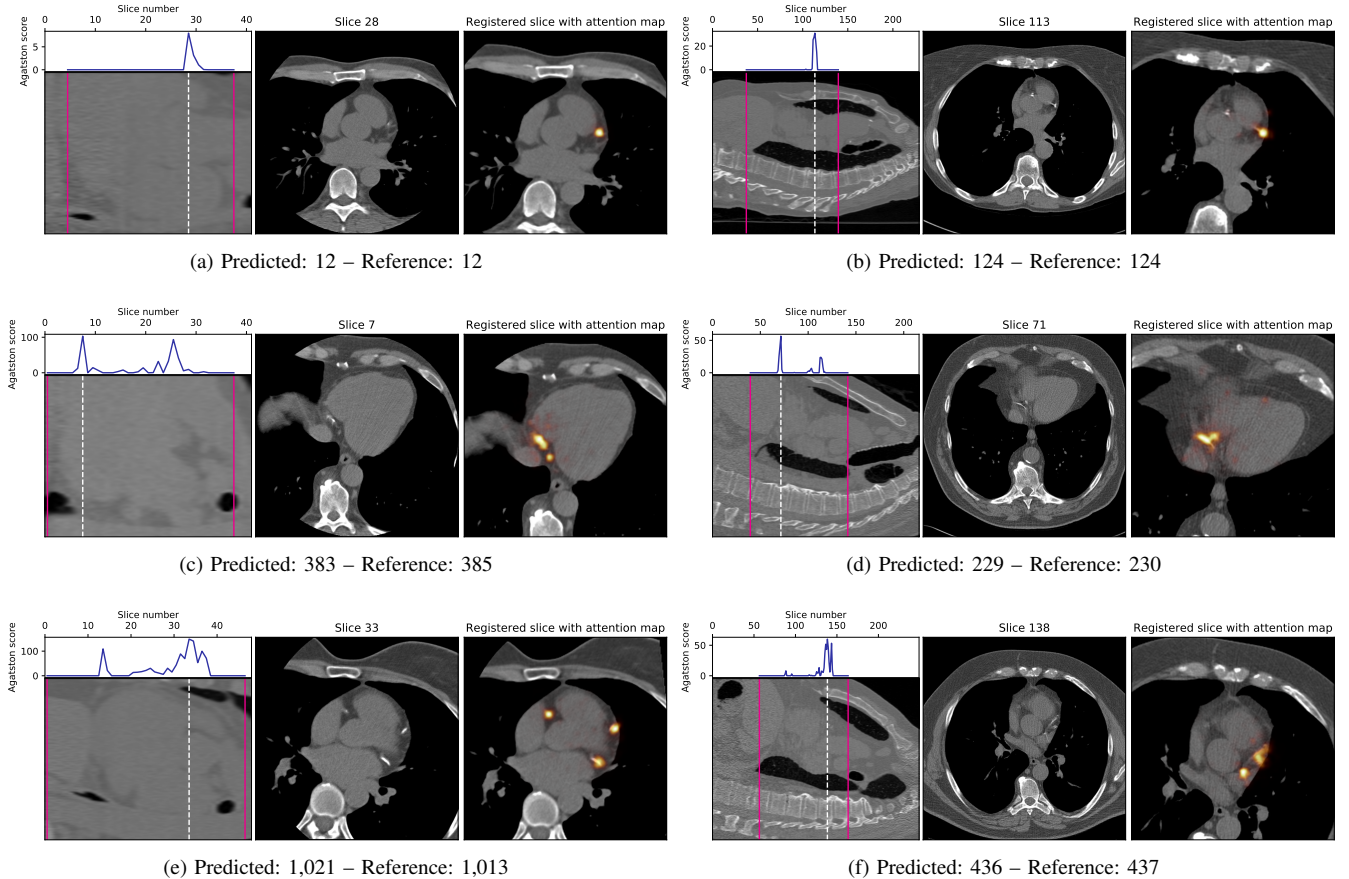 Slice number
0 10 20 30 40
Agatston score
5
0
Slice 28
Registered slice with attention map
(a) Predicted: 12 – Reference: 12
Slice number
0 50 100 150 200
Agatston score
20
0
Slice 113
Registered slice with attention map
(b) Predicted: 124 – Reference: 124
Slice number
0 10 20 30 40
Agatston score
100
0
Slice 7
Registered slice with attention map
(c) Predicted: 383 – Reference: 385
Slice number
0 50 100 150 200
Agatston score
50
0
Slice 71
Registered slice with attention map
(d) Predicted: 229 – Reference: 230
Slice number
0 10 20 30 40
Agatston score
100
0
Slice 33
Registered slice with attention map
(e) Predicted: 1,021 – Reference: 1,013
Slice number
0 50 100 150 200
Agatston score
50
0
Slice 138
Registered slice with attention map
(f) Predicted: 436 – Reference: 437